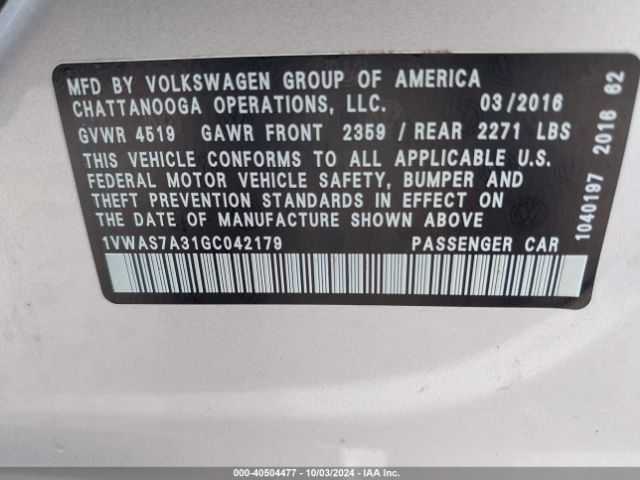 MFD BY VOLKSWAGEN GROUP OF AMERICA
CHATTANOOGA OPERATIONS, LLC. 03/2016
GVWR 4519 GAWR FRONT 2359 / REAR 2271 LBS
THIS VEHICLE CONFORMS TO ALL APPLICABLE U.S.
FEDERAL MOTOR VEHICLE SAFETY, BUMPER AND
THEFT PREVENTION STANDARDS IN EFFECT ON
THE DATE OF MANUFACTURE SHOWN ABOVE
1VWAS7A31GC042179 PASSENGER CAR
1040197 2016 62
000-40504477 - 10/03/2024 - IAA Inc.